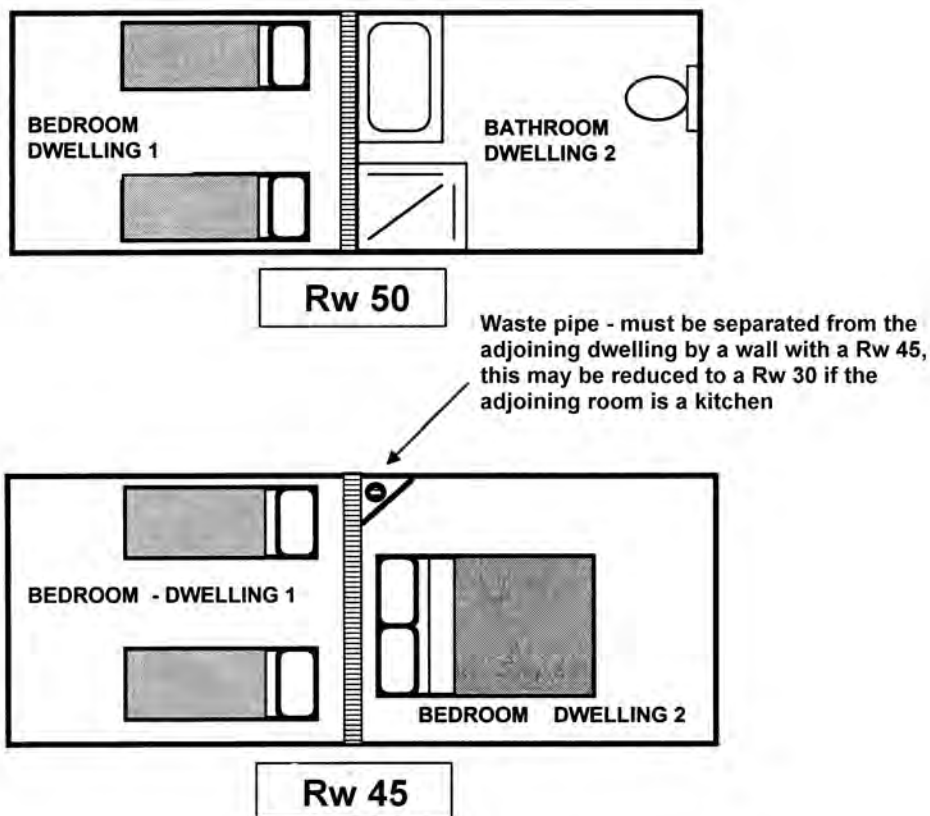 BEDROOM
DWELLING 1
BATHROOM
DWELLING 2
Rw 50
Waste pipe - must be separated from the
adjoining dwelling by a wall with a Rw 45,
this may be reduced to a Rw 30 if the
adjoining room is a kitchen
BEDROOM - DWELLING 1
BEDROOM DWELLING 2
Rw 45